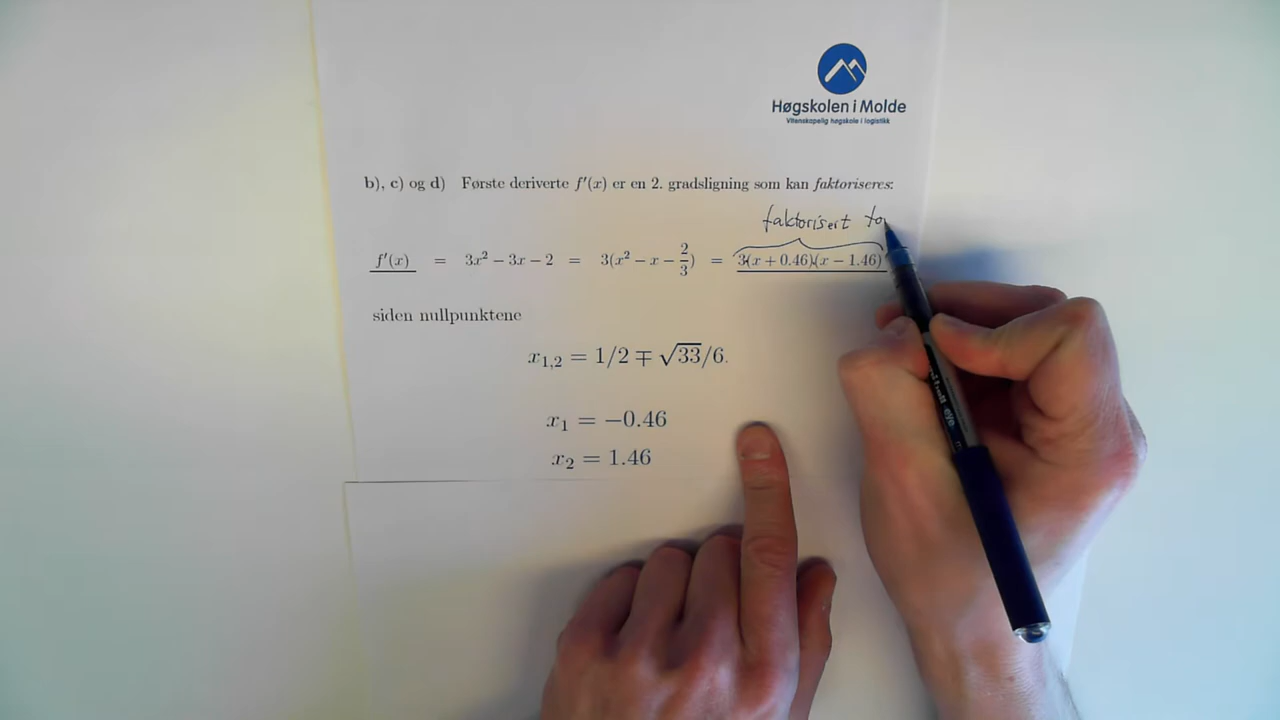 Høgskolen i Molde
Vitenskapelig høgskole i logistikk
b), c) og d) Første deriverte f′(x) er en 2. gradsligning som kan faktoriseres:
faktorisert fo
f′(x) = 3x² − 3x − 2 = 3(x² − x − 2/3) = 3(x + 0.46)(x − 1.46)
siden nullpunktene
x₁,₂ = 1/2 ∓ √33/6.
x₁ = −0.46
x₂ = 1.46
eye